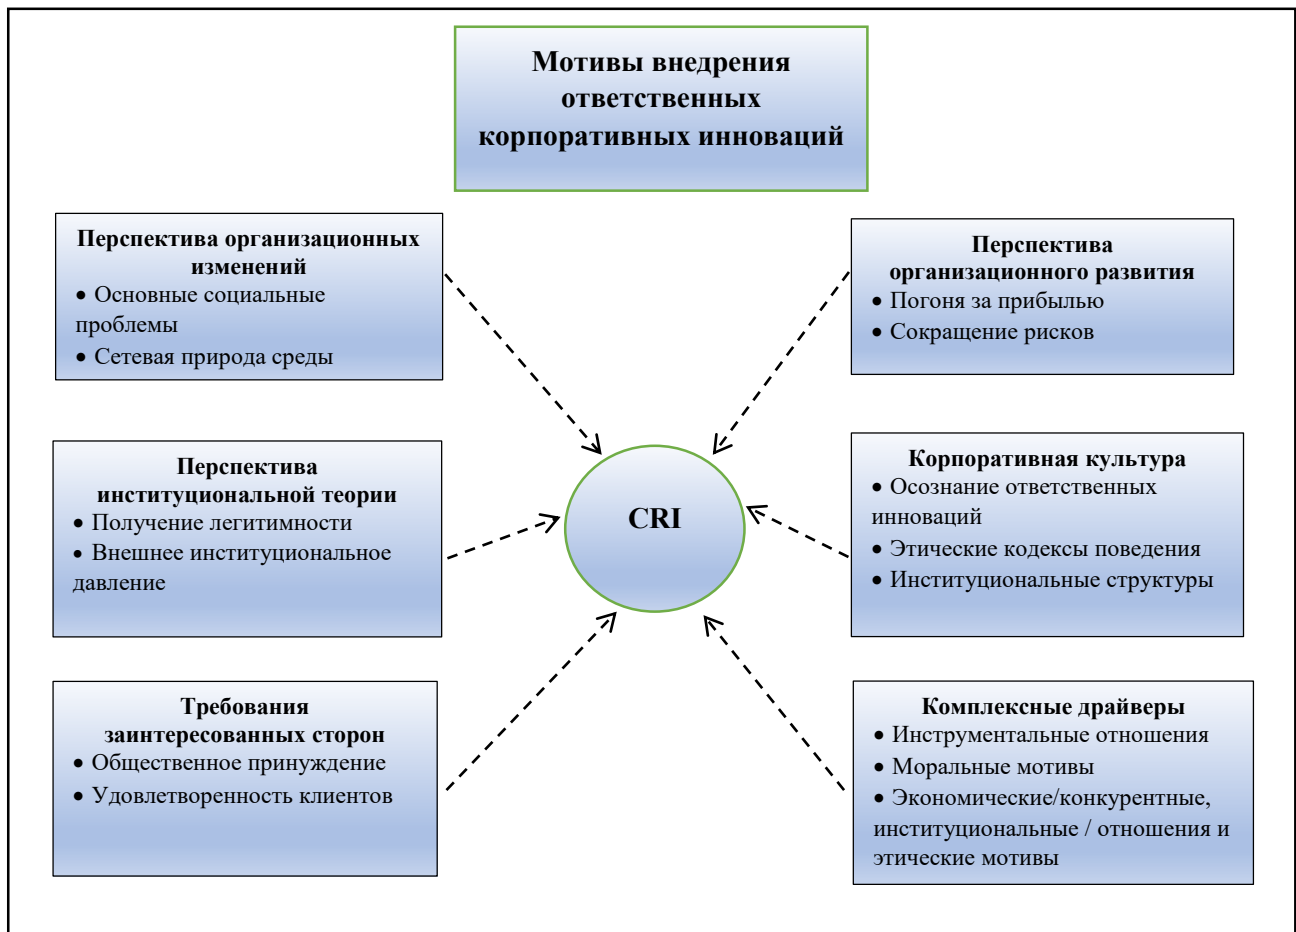 Мотивы внедрения
ответственных
корпоративных инноваций
Перспектива организационных
изменений
• Основные социальные
проблемы
• Сетевая природа среды
Перспектива
организационного развития
• Погоня за прибылью
• Сокращение рисков
Перспектива
институциональной теории
• Получение легитимности
• Внешнее институциональное
давление
CRI
Корпоративная культура
• Осознание ответственных
инноваций
• Этические кодексы поведения
• Институциональные структуры
Требования
заинтересованных сторон
• Общественное принуждение
• Удовлетворенность клиентов
Комплексные драйверы
• Инструментальные отношения
• Моральные мотивы
• Экономические/конкурентные,
институциональные / отношения и
этические мотивы